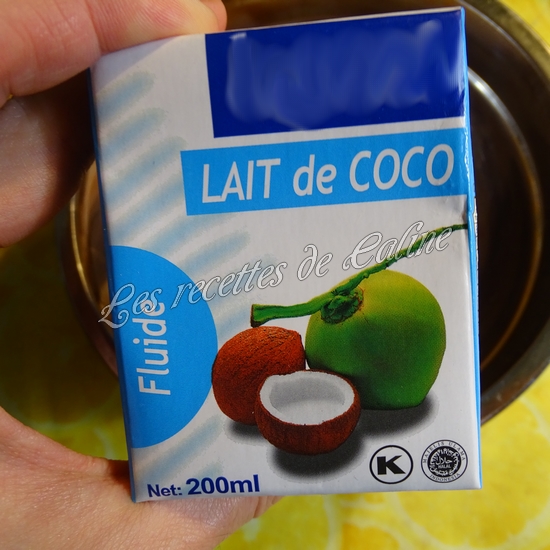 LAIT de COCO
Les recettes de Caline
Fluide
K
Net: 200ml